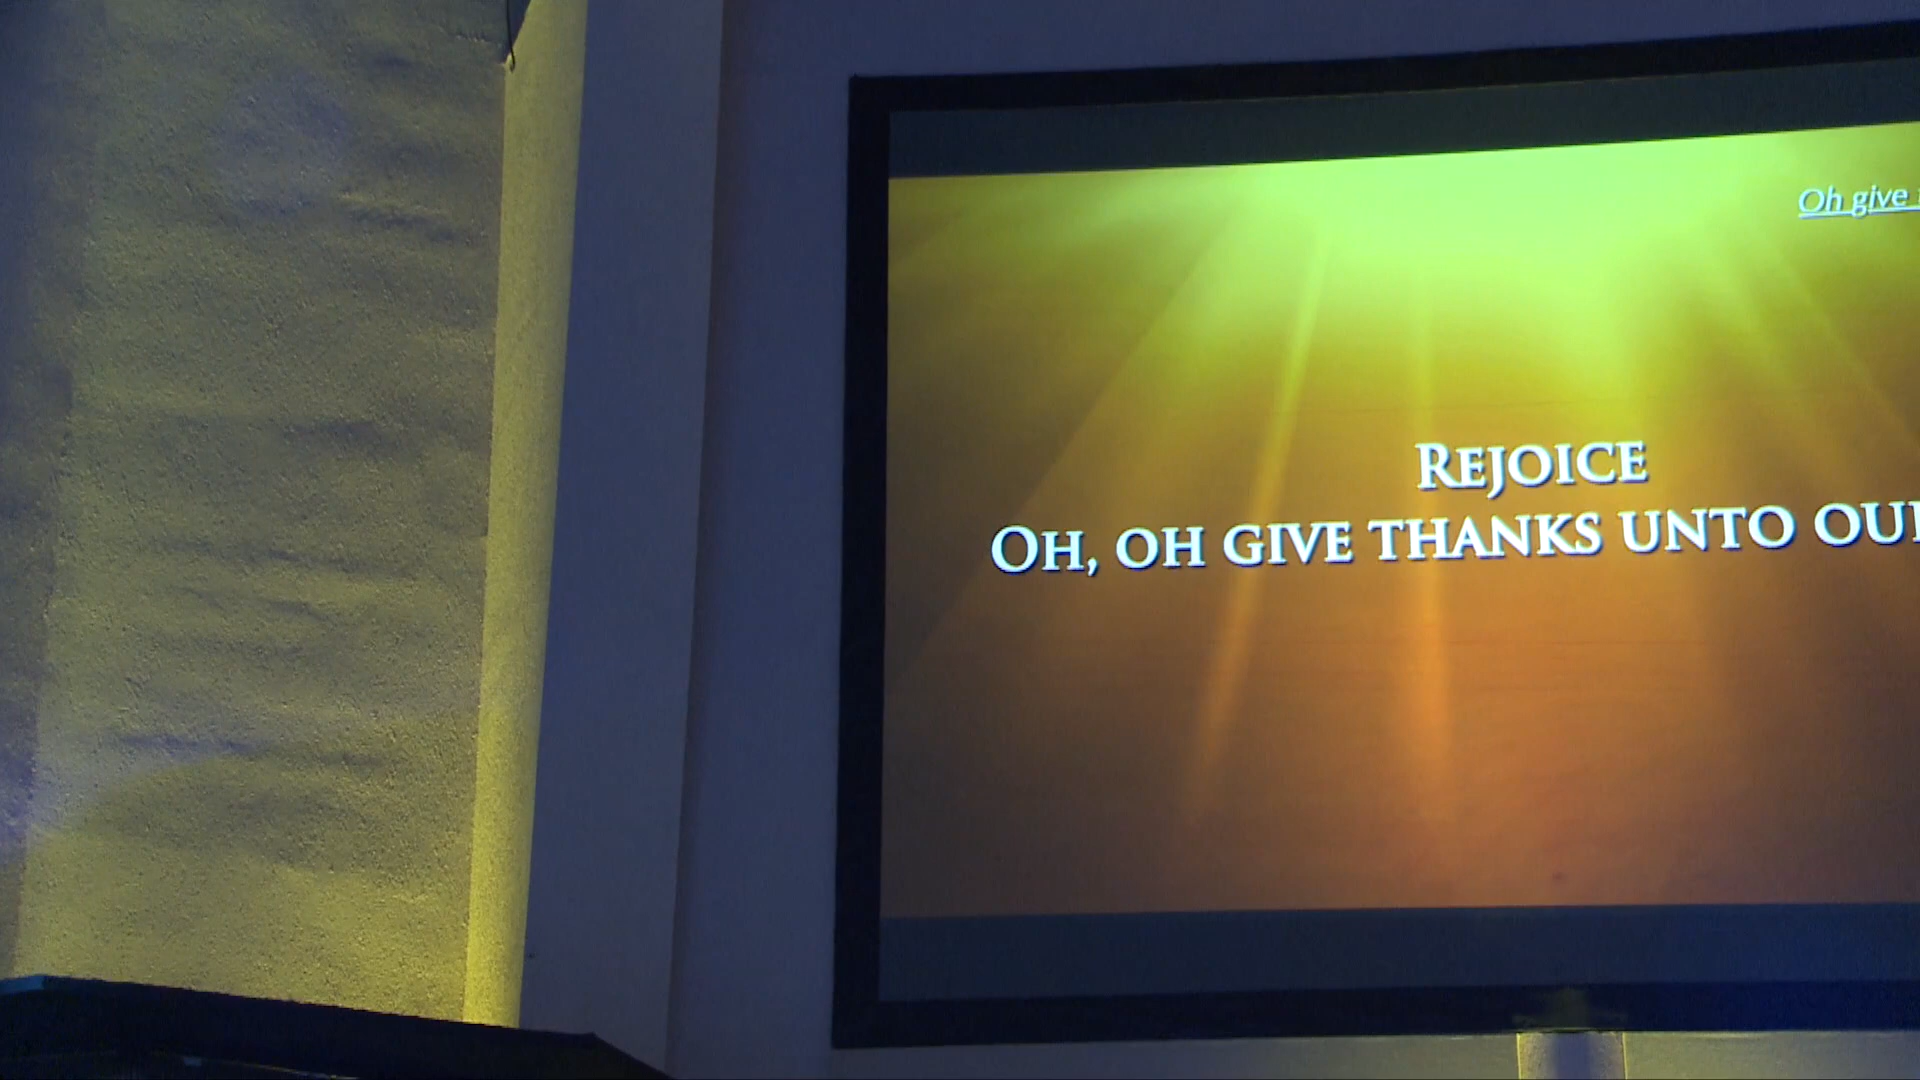 Oh give
Rejoice
Oh, oh give thanks unto